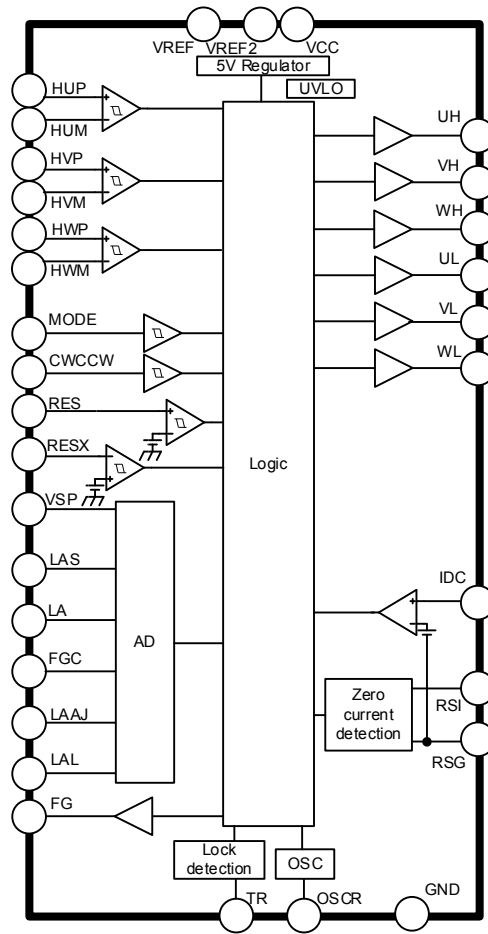 VREF VREF2 VCC
5V Regulator
UVLO
HUP
HUM
HVP
HVM
HWP
HWM
MODE
CWCCW
RES
RESX
VSP
LAS
LA
FGC
LAAJ
LAL
FG
AD
Logic
UH
VH
WH
UL
VL
WL
IDC
Zero
current
detection
RSI
RSG
Lock
detection
OSC
TR
OSCR
GND